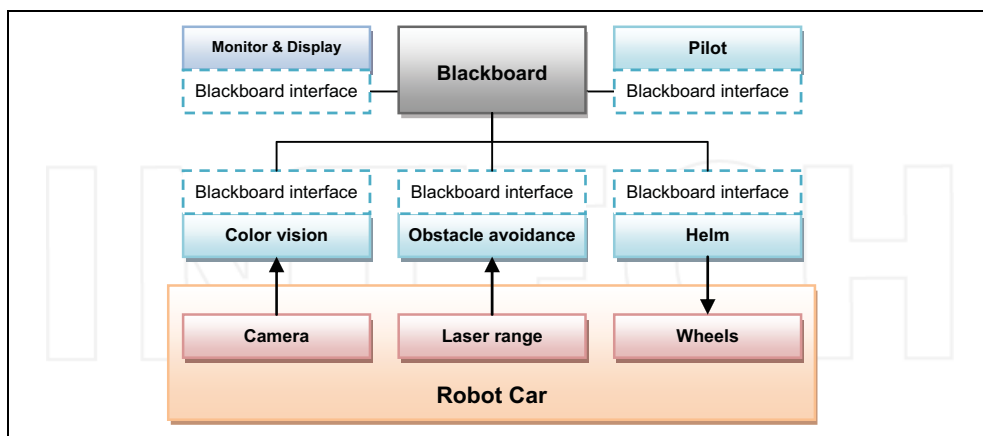 Monitor & Display
Blackboard
Pilot
Blackboard interface
Blackboard interface
Blackboard interface
Blackboard interface
Blackboard interface
Color vision
Obstacle avoidance
Helm
Camera
Laser range
Wheels
Robot Car
INTECH